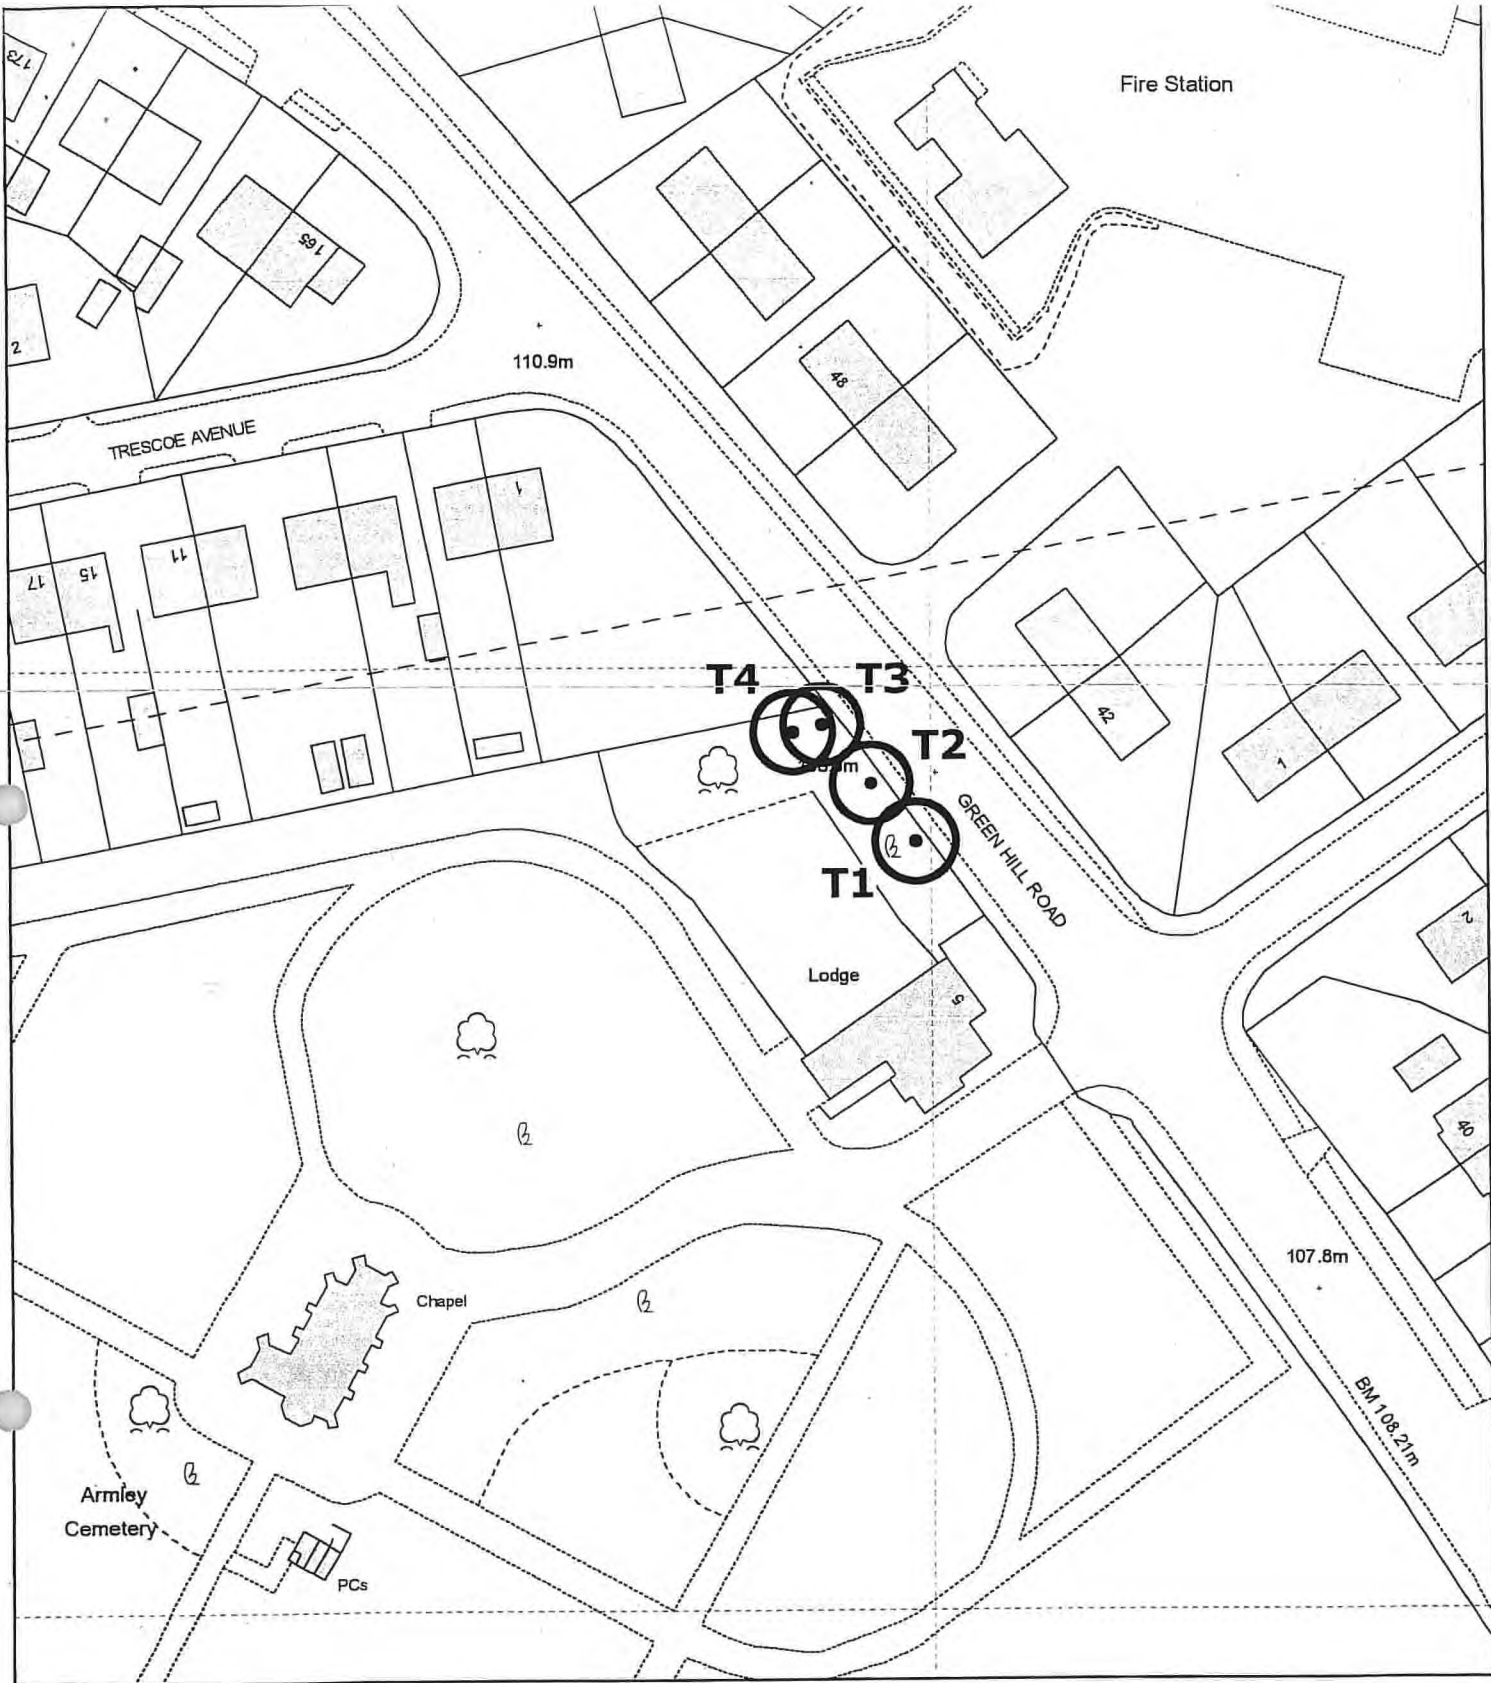 173
Fire Station
165
2
110.9m
48
TRESCOE AVENUE
1
11
15
17
T4
T3
42
T2
1
GREEN HILL ROAD
T1
2
Lodge
5
40
107.8m
Chapel
BM 108.21m
Armley
Cemetery
PCs